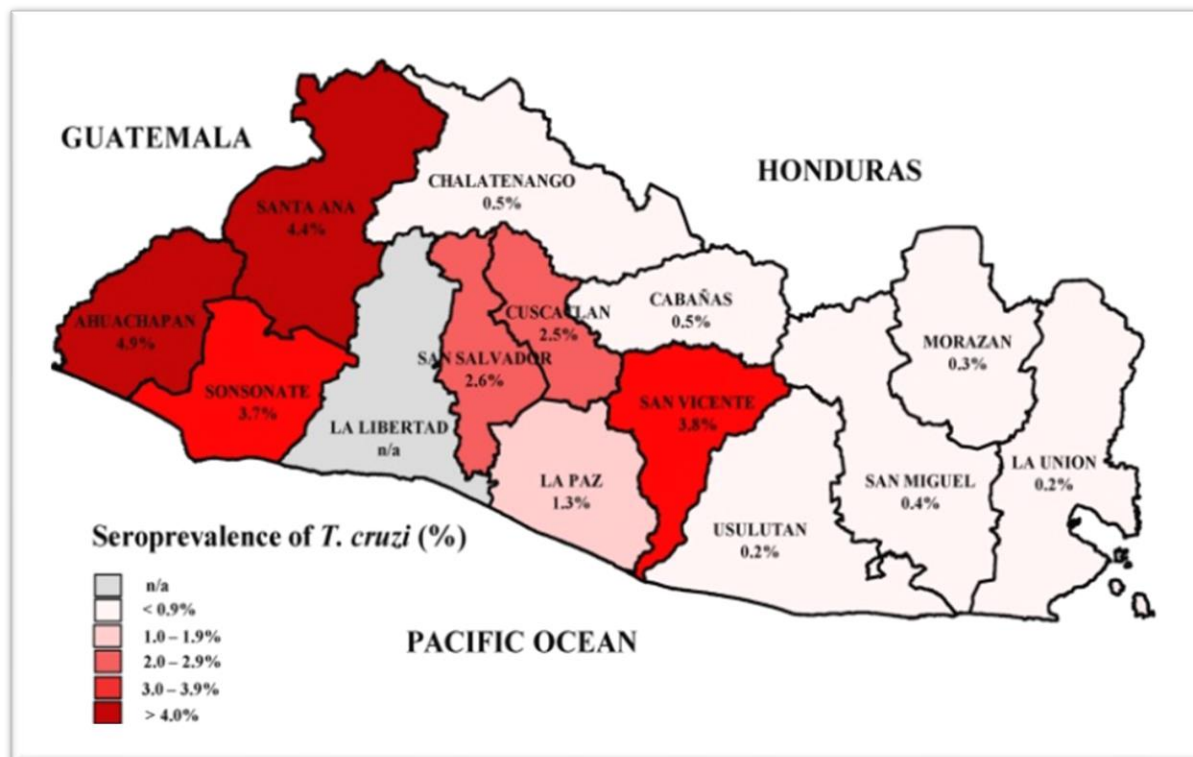 GUATEMALA
HONDURAS
CHALATENANGO
0.5%
SANTA ANA
4.4%
AHUACHAPAN
4.9%
SONSONATE
3.7%
LA LIBERTAD
n/a
SAN SALVADOR
2.6%
CUSCATLAN
2.5%
CABAÑAS
0.5%
SAN VICENTE
3.8%
LA PAZ
1.3%
USULUTAN
0.2%
SAN MIGUEL
0.4%
MORAZAN
0.3%
LA UNION
0.2%
Seroprevalence of T. cruzi (%)
n/a
< 0.9%
1.0 – 1.9%
2.0 – 2.9%
3.0 – 3.9%
> 4.0%
PACIFIC OCEAN